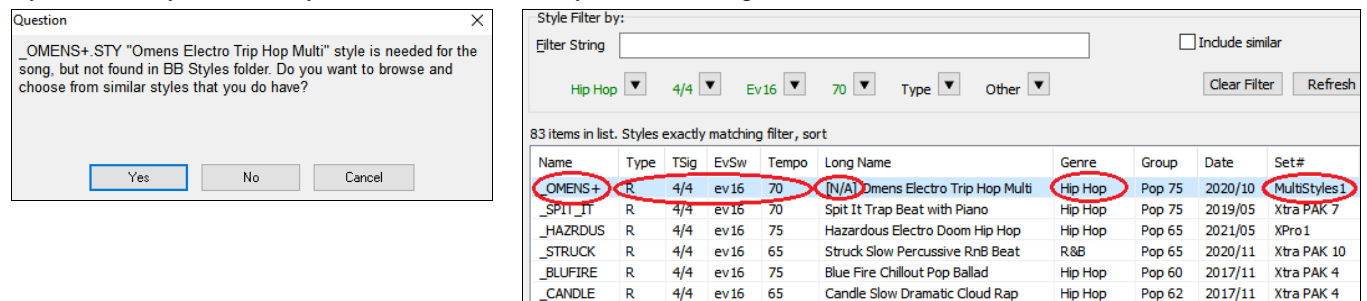 Question
_OMENS+.STY "Omens Electro Trip Hop Multi" style is needed for the
song, but not found in BB Styles folder. Do you want to browse and
choose from similar styles that you do have?
Yes No Cancel
Style Filter by:
Filter String Include similar
Hip Hop 4/4 Ev16 70 Type Other Clear Filter Refresh
83 items in list. Styles exactly matching filter, sort
Name Type TSig EvSw Tempo Long Name Genre Group Date Set#
_OMENS+ R 4/4 ev16 70 [N/A] Omens Electro Trip Hop Multi Hip Hop Pop 75 2020/10 MultiStyles1
_SPIT_IT R 4/4 ev16 70 Spit It Trap Beat with Piano Hip Hop Pop 75 2019/05 Xtra PAK 7
_HAZRDUS R 4/4 ev16 75 Hazardous Electro Doom Hip Hop Hip Hop Pop 65 2021/05 XPro1
_STRUCK R 4/4 ev16 65 Struck Slow Percussive RnB Beat R&B Pop 65 2020/11 Xtra PAK 10
_BLUFIRE R 4/4 ev16 75 Blue Fire Chillout Pop Ballad Hip Hop Pop 60 2017/11 Xtra PAK 4
_CANDLE R 4/4 ev16 65 Candle Slow Dramatic Cloud Rap Hip Hop Pop 62 2017/11 Xtra PAK 4